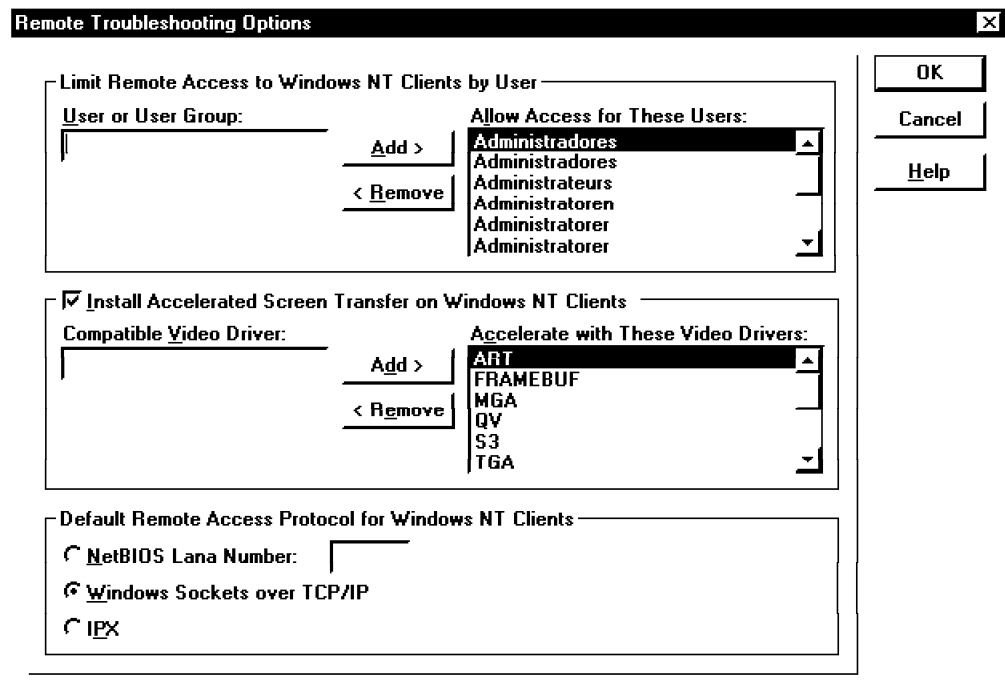 Remote Troubleshooting Options
Limit Remote Access to Windows NT Clients by User
User or User Group:
Allow Access for These Users:
Add >
< Remove
Administradores
Administradores
Administrateurs
Administratoren
Administratorer
Administratorer
OK
Cancel
Help
Install Accelerated Screen Transfer on Windows NT Clients
Compatible Video Driver:
Accelerate with These Video Drivers:
Add >
< Remove
ART
FRAMEBUF
MGA
QV
S3
TGA
Default Remote Access Protocol for Windows NT Clients
NetBIOS Lana Number:
Windows Sockets over TCP/IP
IPX